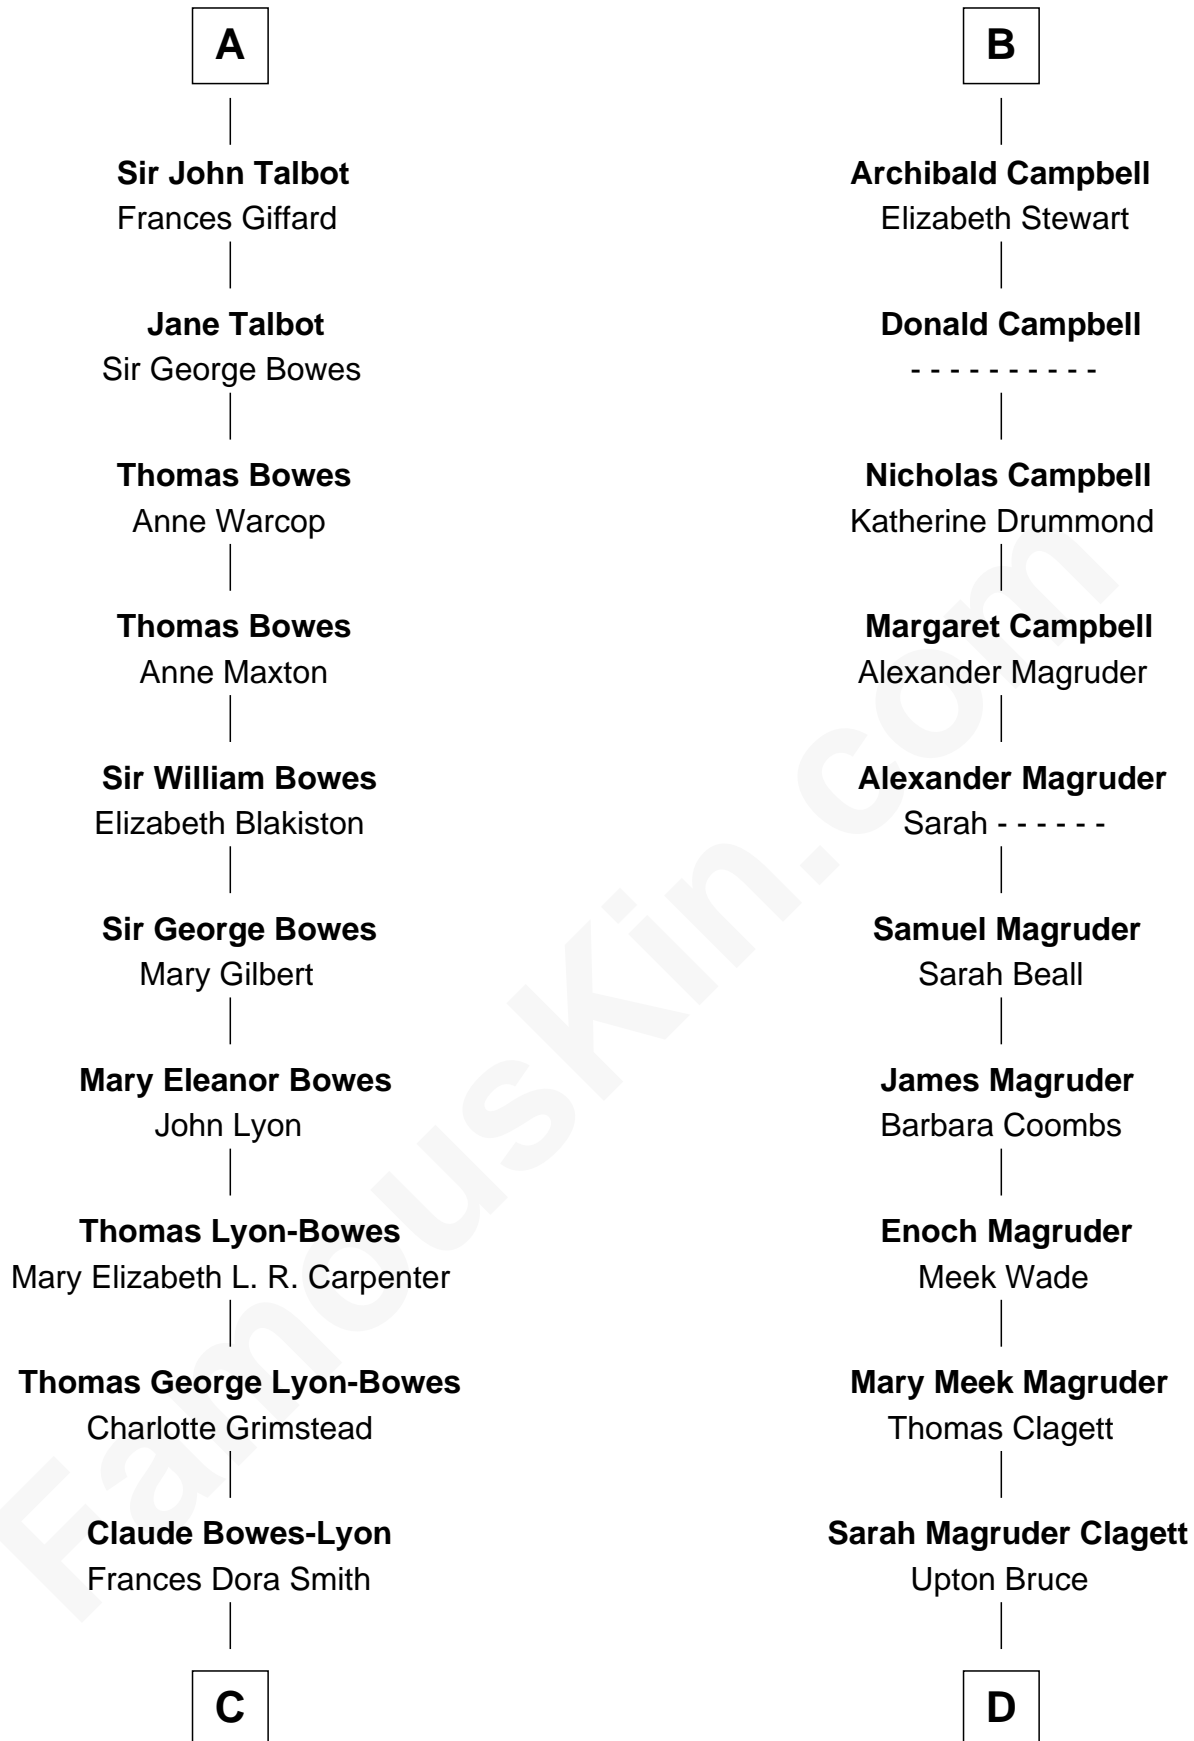 A
Sir John Talbot
Frances Giffard
Jane Talbot
Sir George Bowes
Thomas Bowes
Anne Warcop
Thomas Bowes
Anne Maxton
Sir William Bowes
Elizabeth Blakiston
Sir George Bowes
Mary Gilbert
Mary Eleanor Bowes
John Lyon
Thomas Lyon-Bowes
Mary Elizabeth L. R. Carpenter
Thomas George Lyon-Bowes
Charlotte Grimstead
Claude Bowes-Lyon
Frances Dora Smith
C
B
Archibald Campbell
Elizabeth Stewart
Donald Campbell
- - - - - - - - - -
Nicholas Campbell
Katherine Drummond
Margaret Campbell
Alexander Magruder
Alexander Magruder
Sarah - - - - - -
Samuel Magruder
Sarah Beall
James Magruder
Barbara Coombs
Enoch Magruder
Meek Wade
Mary Meek Magruder
Thomas Clagett
Sarah Magruder Clagett
Upton Bruce
D
FamousKin.com